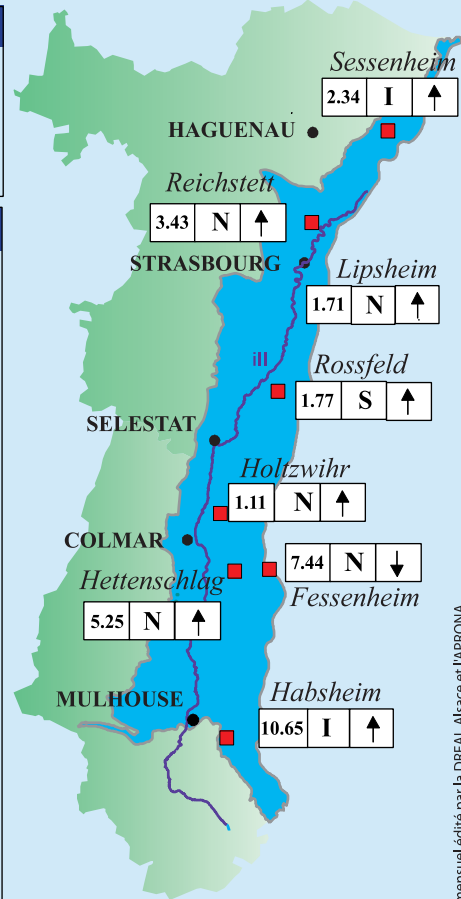 Sessenheim
2.34 I ↑
HAGUENAU
Reichstett
3.43 N ↑
STRASBOURG
Lipsheim
1.71 N ↑
ill
Rossfeld
1.77 S ↑
SELESTAT
Holtzwihr
1.11 N ↑
COLMAR
7.44 N ↓
Fessenheim
Hettenschlag
5.25 N ↑
MULHOUSE
Habsheim
10.65 I ↑
mensuel édité par la DREAL Alsace et l'APRONA